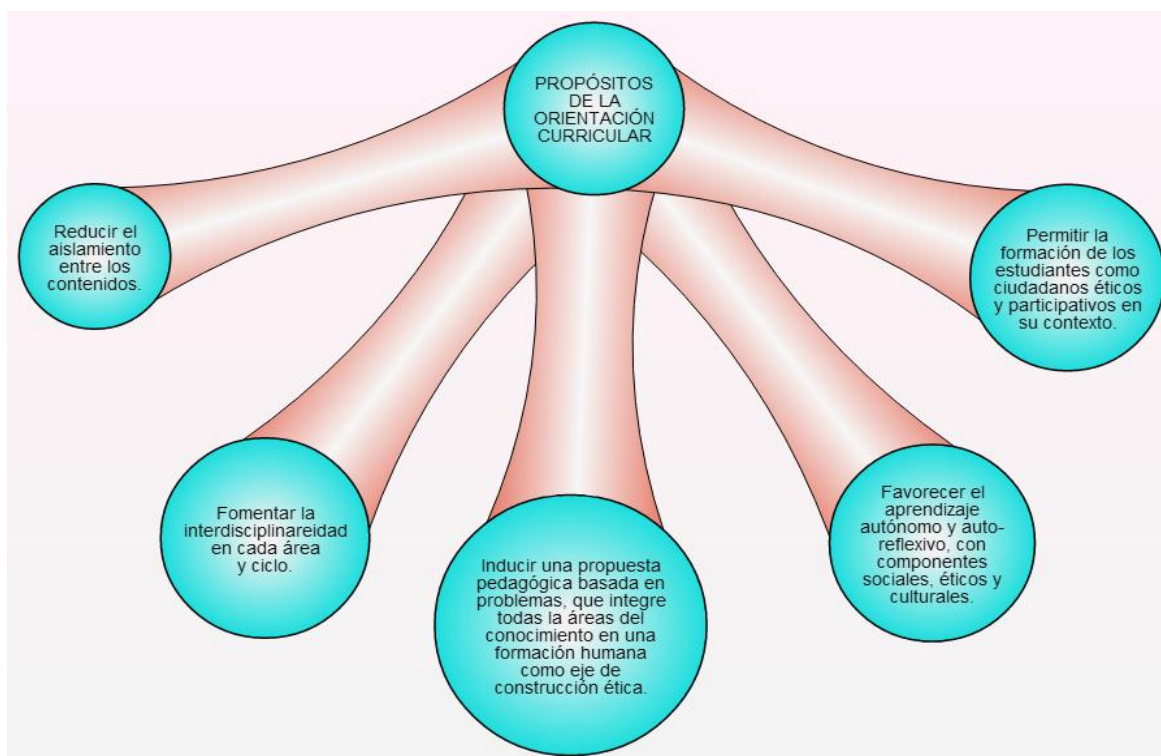 PROPÓSITOS
DE LA
ORIENTACIÓN
CURRICULAR
Reducir el
aislamiento
entre los
contenidos.
Fomentar la
interdisciplinareidad
en cada área
y ciclo.
Inducir una propuesta
pedagógica basada en
problemas, que integre
todas la áreas del
conocimiento en una
formación humana
como eje de
construcción ética.
Favorecer el
aprendizaje
autónomo y auto-
reflexivo, con
componentes
sociales, éticos y
culturales.
Permitir la
formación de los
estudiantes como
ciudadanos éticos
y participativos en
su contexto.